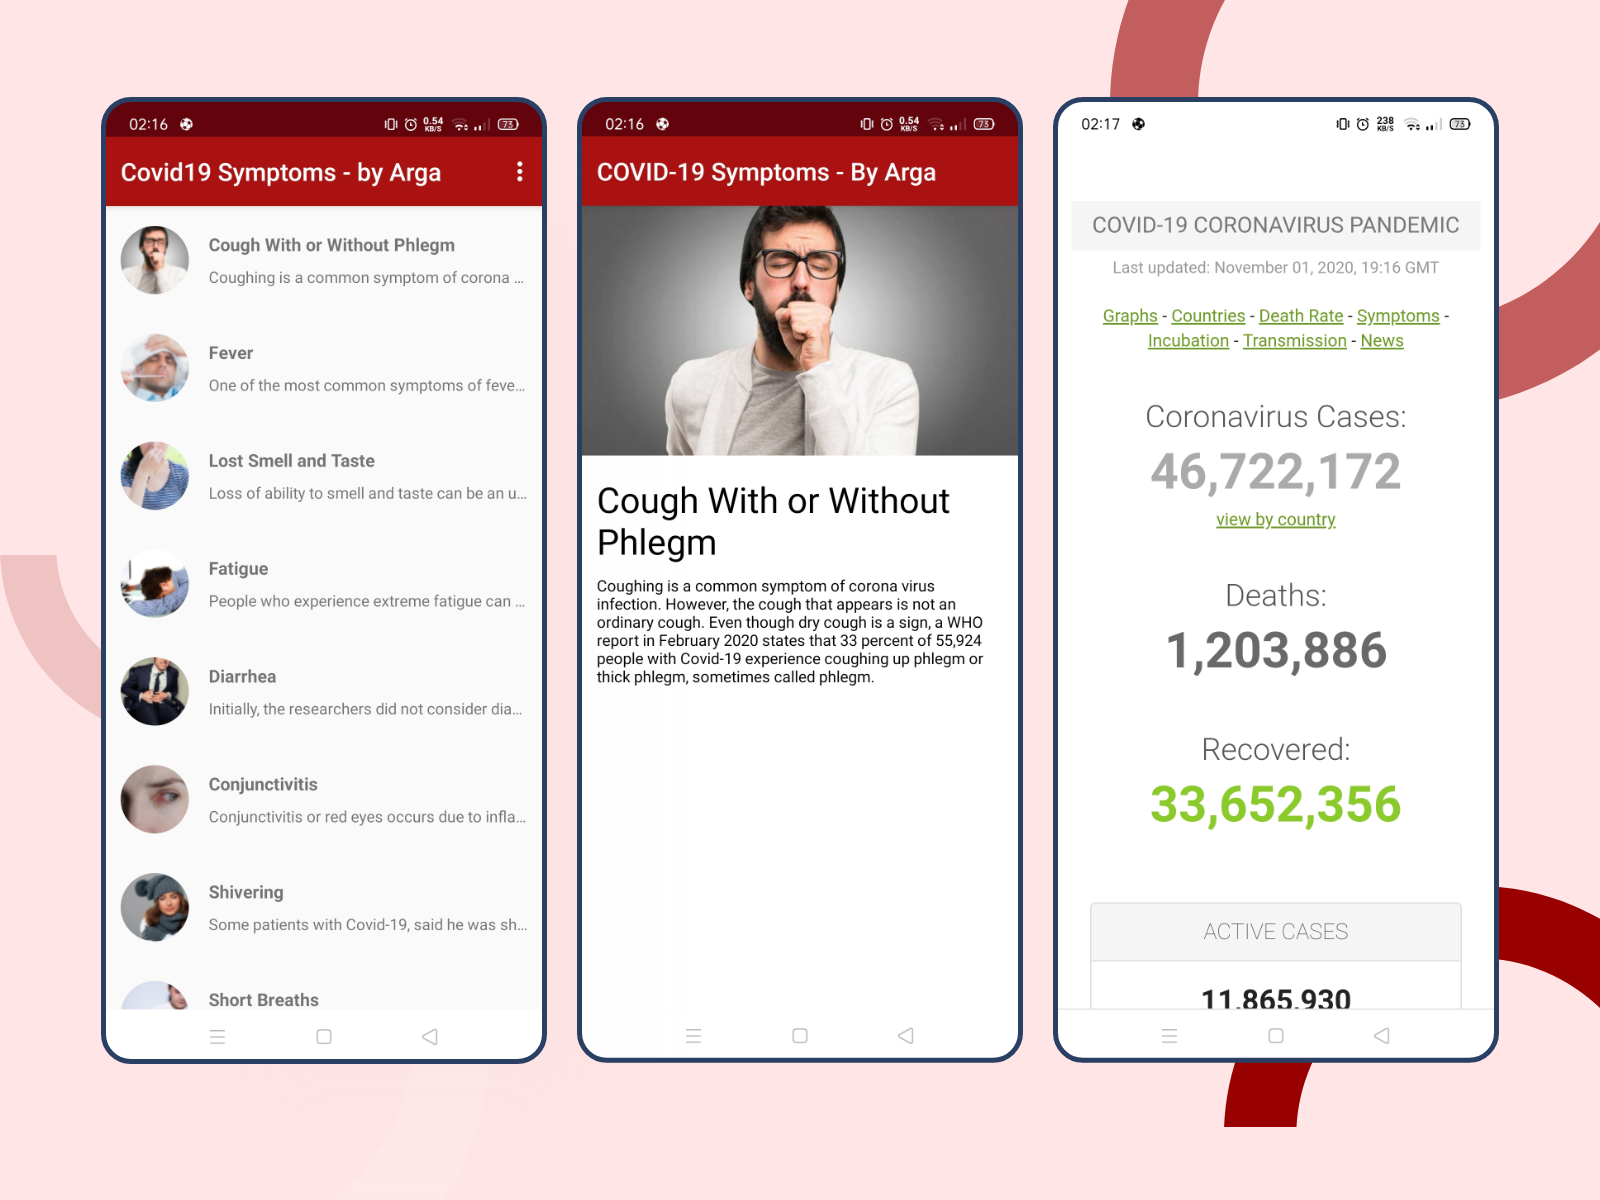 02:16
0.54
KB/S
73
Covid19 Symptoms - by Arga
Cough With or Without Phlegm
Coughing is a common symptom of corona ...
Fever
One of the most common symptoms of feve...
Lost Smell and Taste
Loss of ability to smell and taste can be an u...
Fatigue
People who experience extreme fatigue can ...
Diarrhea
Initially, the researchers did not consider dia...
Conjunctivitis
Conjunctivitis or red eyes occurs due to infla...
Shivering
Some patients with Covid-19, said he was sh...
Short Breaths
02:16
0.54
KB/S
73
COVID-19 Symptoms - By Arga
Cough With or Without
Phlegm
Coughing is a common symptom of corona virus
infection. However, the cough that appears is not an
ordinary cough. Even though dry cough is a sign, a WHO
report in February 2020 states that 33 percent of 55,924
people with Covid-19 experience coughing up phlegm or
thick phlegm, sometimes called phlegm.
02:17
238
KB/S
73
COVID-19 CORONAVIRUS PANDEMIC
Last updated: November 01, 2020, 19:16 GMT
Graphs - Countries - Death Rate - Symptoms -
Incubation - Transmission - News
Coronavirus Cases:
46,722,172
view by country
Deaths:
1,203,886
Recovered:
33,652,356
ACTIVE CASES
11,865,930